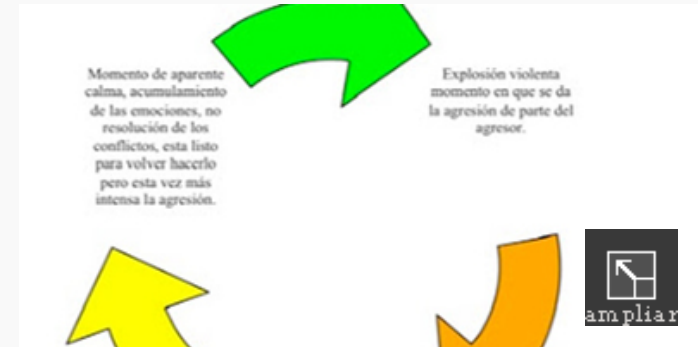 Momento de aparente
calma, acumulamiento
de las emociones, no
resolución de los
conflictos, esta listo
para volver hacerlo
pero esta vez más
intensa la agresión.
Explosión violenta
momento en que se da
la agresión de parte del
agresor.
ampliar